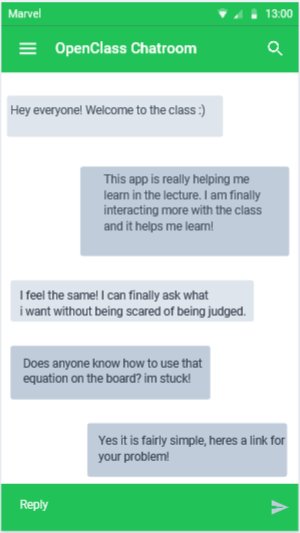 Marvel 13:00
OpenClass Chatroom
Hey everyone! Welcome to the class :)
This app is really helping me
learn in the lecture. I am finally
interacting more with the class
and it helps me learn!
I feel the same! I can finally ask what
i want without being scared of being judged.
Does anyone know how to use that
equation on the board? im stuck!
Yes it is fairly simple, heres a link for
your problem!
Reply